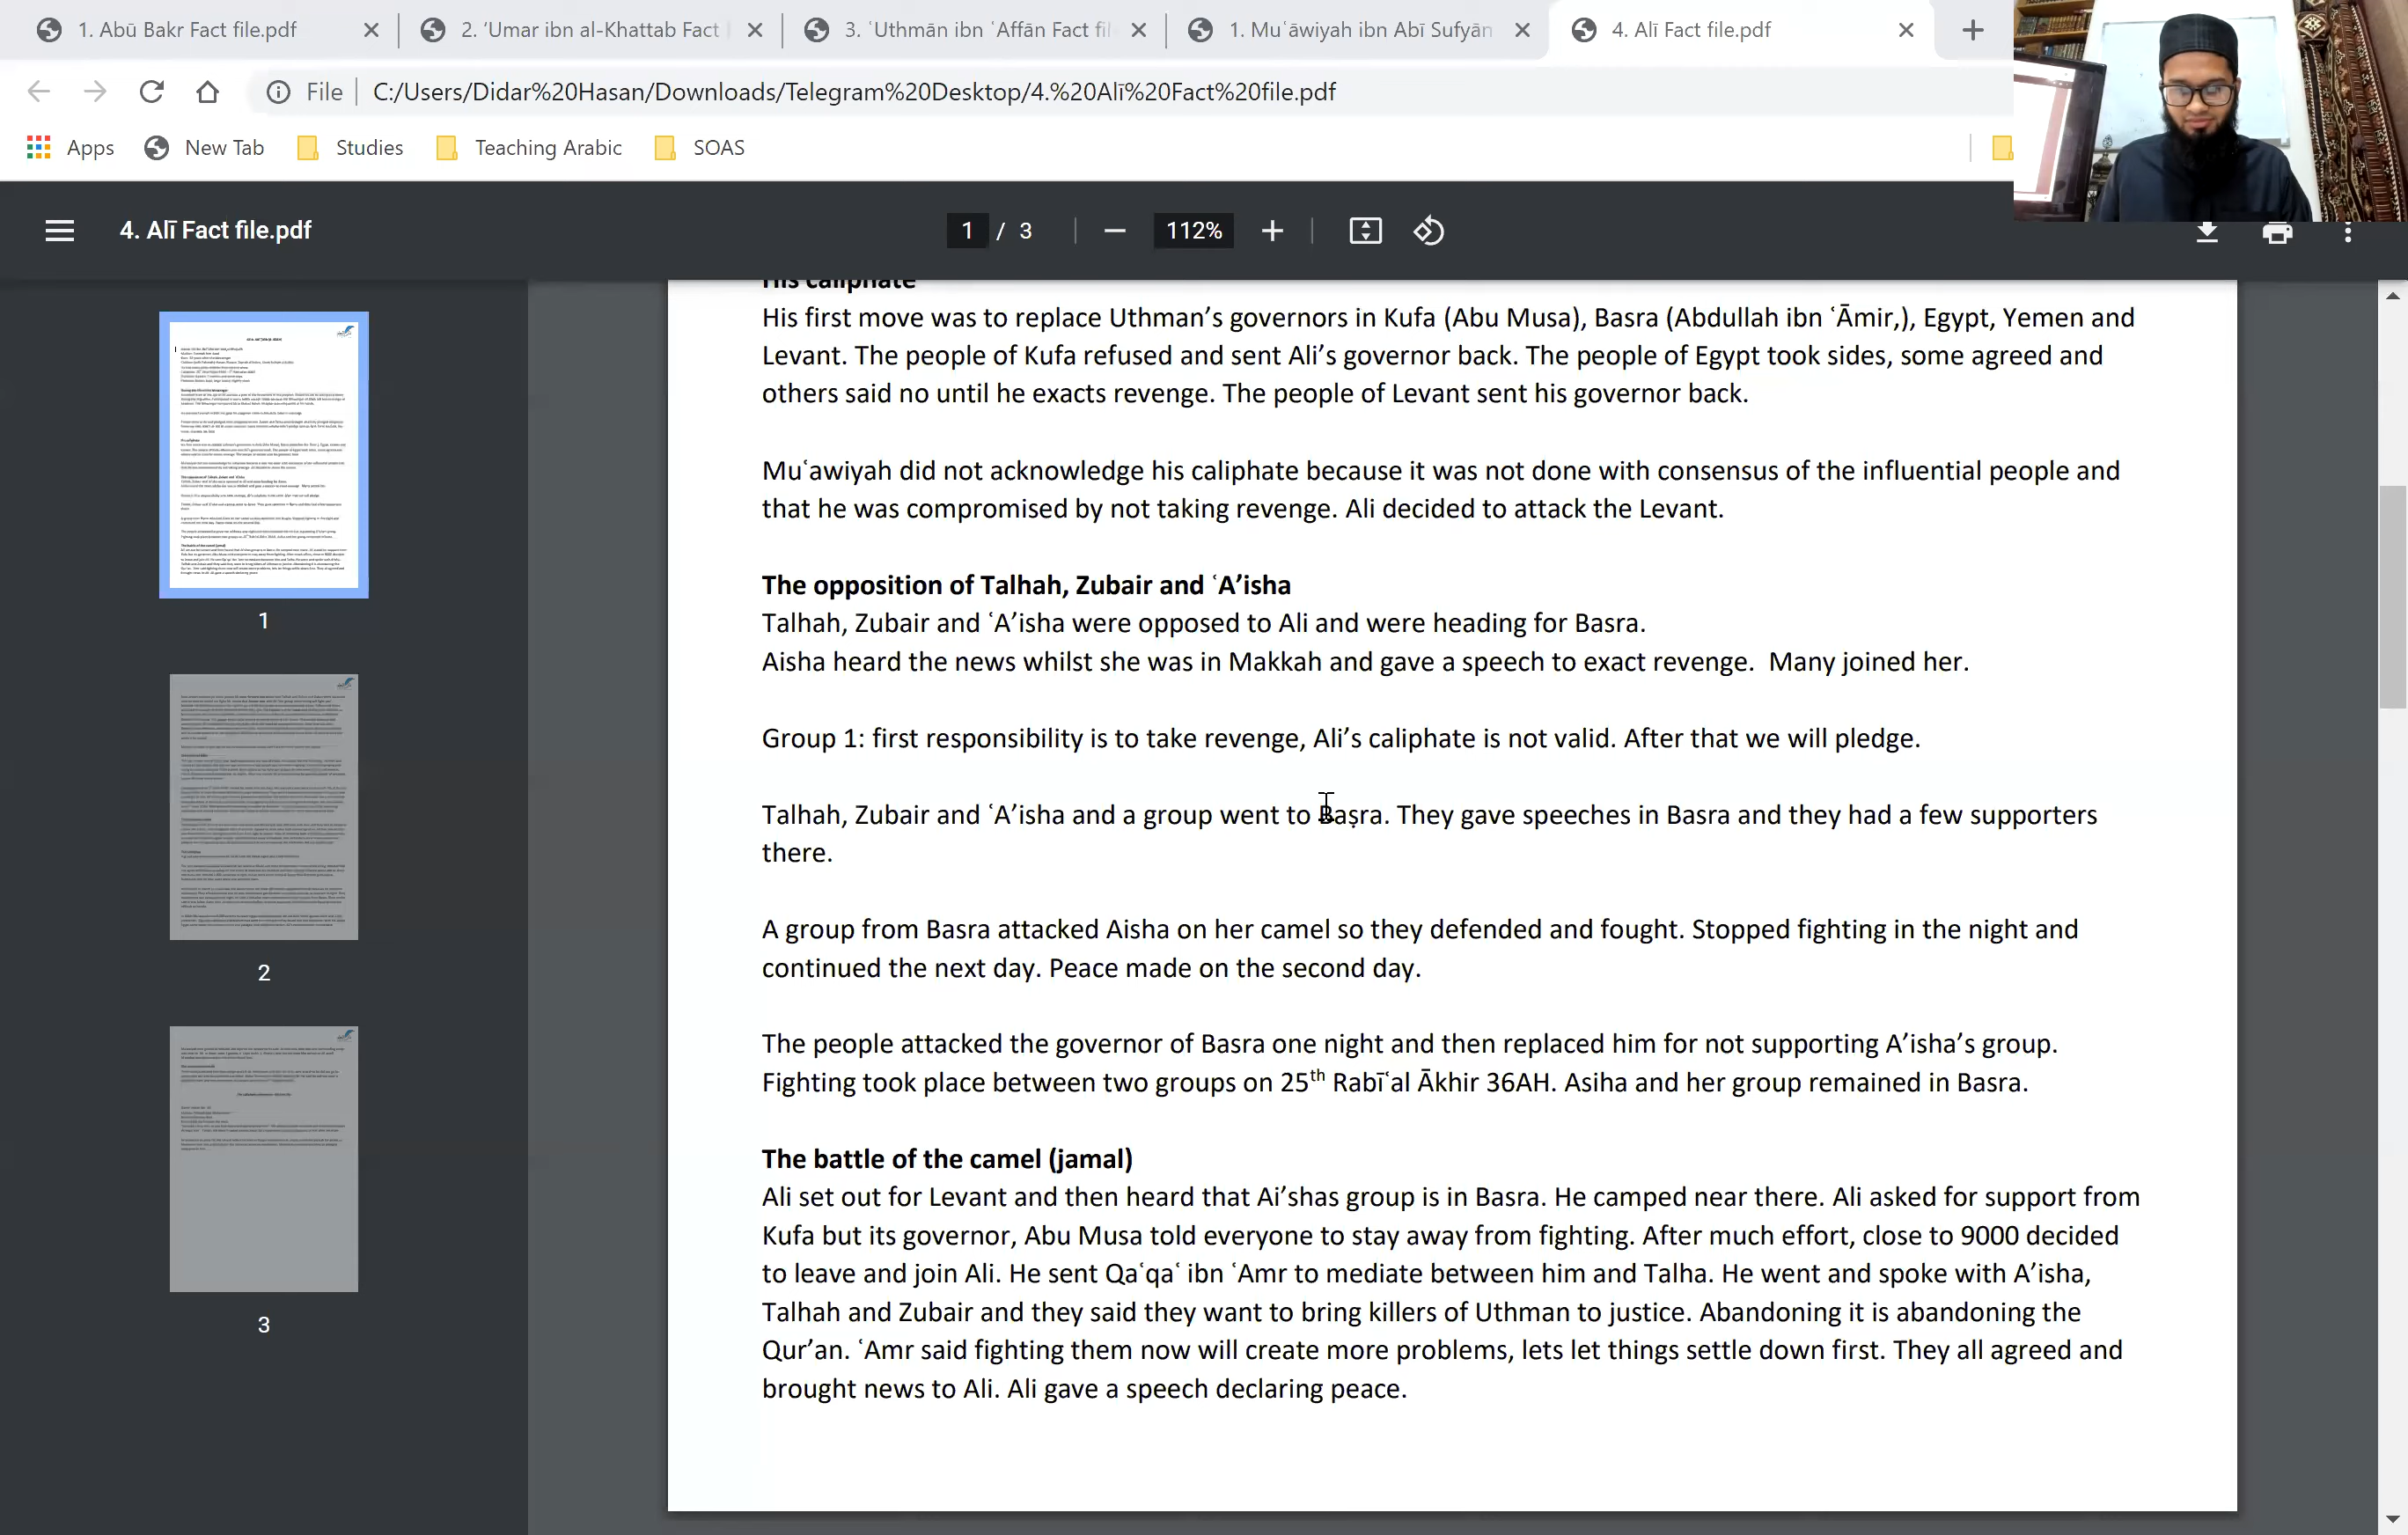 1. Abū Bakr Fact file.pdf
2. ʻUmar ibn al-Khattab Fact
3. ʿUthmān ibn ʿAffān Fact fil
1. Muʿāwiyah ibn Abī Sufyān
4. Alī Fact file.pdf
File
C:/Users/Didar%20Hasan/Downloads/Telegram%20Desktop/4.%20Alī%20Fact%20file.pdf
Apps
New Tab
Studies
Teaching Arabic
SOAS
4. Alī Fact file.pdf
1 / 3
112%
1
2
3
His caliphate
His first move was to replace Uthman’s governors in Kufa (Abu Musa), Basra (Abdullah ibn ʿĀmir,), Egypt, Yemen and
Levant. The people of Kufa refused and sent Ali’s governor back. The people of Egypt took sides, some agreed and
others said no until he exacts revenge. The people of Levant sent his governor back.
Muʿawiyah did not acknowledge his caliphate because it was not done with consensus of the influential people and
that he was compromised by not taking revenge. Ali decided to attack the Levant.
The opposition of Talhah, Zubair and ʿA’isha
Talhah, Zubair and ʿA’isha were opposed to Ali and were heading for Basra.
Aisha heard the news whilst she was in Makkah and gave a speech to exact revenge.  Many joined her.
Group 1: first responsibility is to take revenge, Ali’s caliphate is not valid. After that we will pledge.
Talhah, Zubair and ʿA’isha and a group went to Baṣra. They gave speeches in Basra and they had a few supporters
there.
A group from Basra attacked Aisha on her camel so they defended and fought. Stopped fighting in the night and
continued the next day. Peace made on the second day.
The people attacked the governor of Basra one night and then replaced him for not supporting A’isha’s group.
Fighting took place between two groups on 25th Rabīʿal Ākhir 36AH. Asiha and her group remained in Basra.
The battle of the camel (jamal)
Ali set out for Levant and then heard that Ai’shas group is in Basra. He camped near there. Ali asked for support from
Kufa but its governor, Abu Musa told everyone to stay away from fighting. After much effort, close to 9000 decided
to leave and join Ali. He sent Qaʿqaʿ ibn ʿAmr to mediate between him and Talha. He went and spoke with A’isha,
Talhah and Zubair and they said they want to bring killers of Uthman to justice. Abandoning it is abandoning the
Qur’an. ʿAmr said fighting them now will create more problems, lets let things settle down first. They all agreed and
brought news to Ali. Ali gave a speech declaring peace.